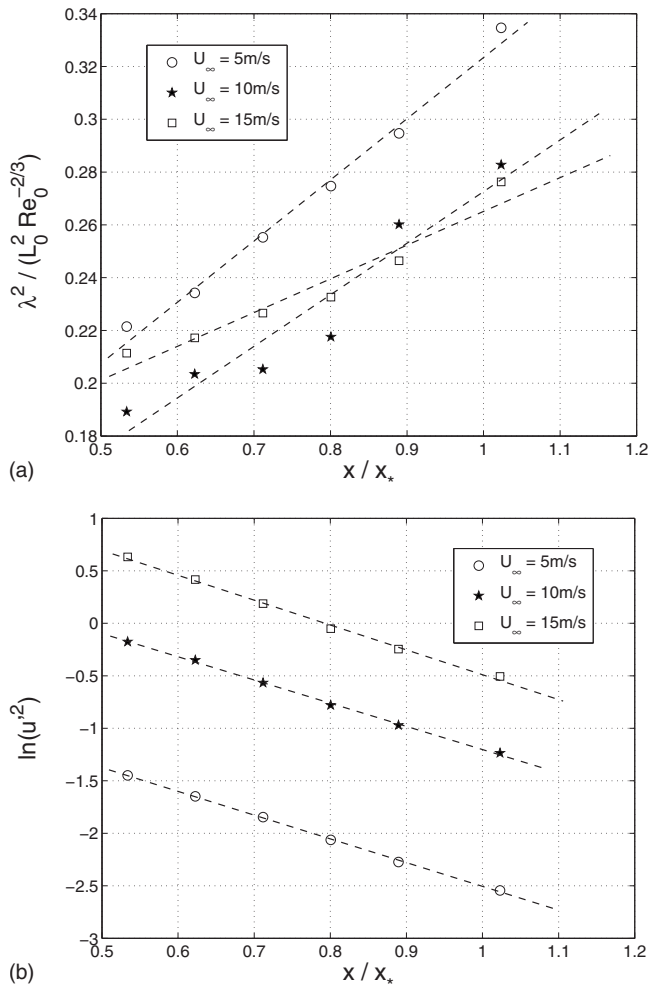 0.34
0.32
0.3
0.28
0.26
0.24
0.22
0.2
0.18
λ² / (L₀² Re₀^−2/3)
U∞ = 5m/s
U∞ = 10m/s
U∞ = 15m/s
0.5 0.6 0.7 0.8 0.9 1 1.1 1.2
(a)
x / x*
1
0.5
0
−0.5
−1
−1.5
−2
−2.5
−3
ln(u'²)
U∞ = 5m/s
U∞ = 10m/s
U∞ = 15m/s
0.5 0.6 0.7 0.8 0.9 1 1.1 1.2
(b)
x / x*